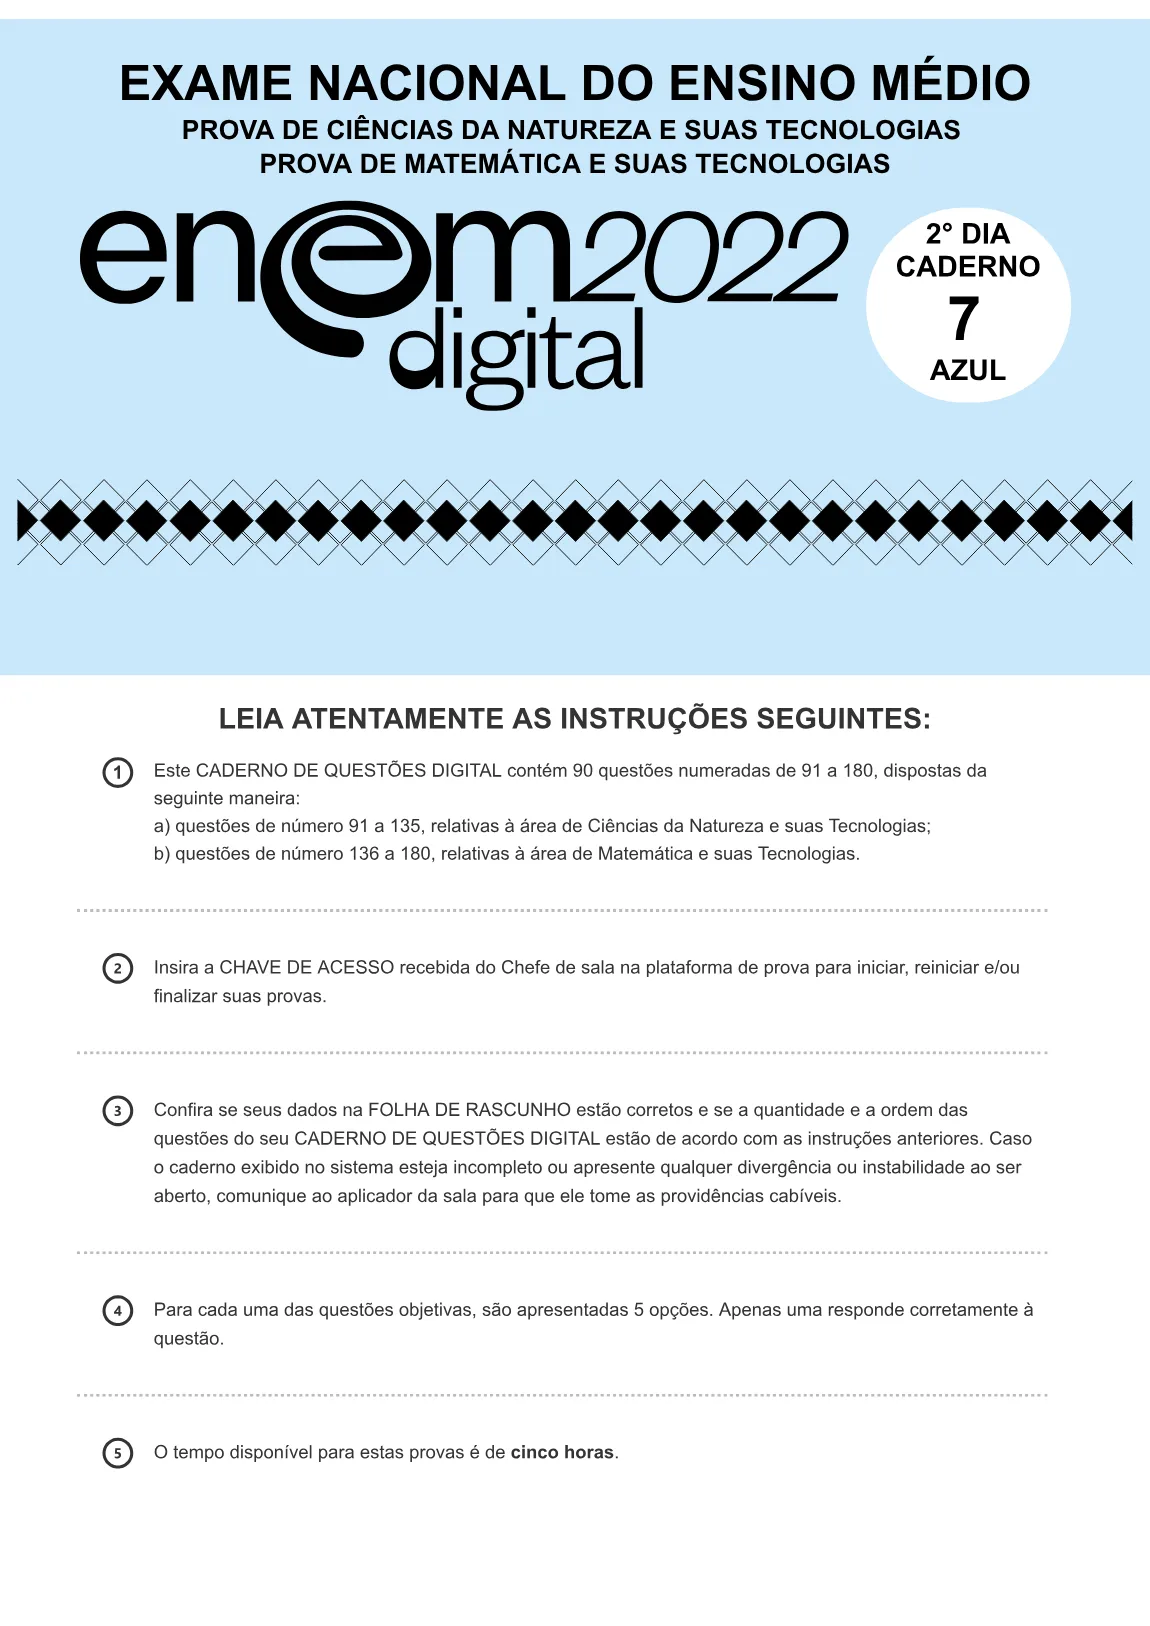 EXAME NACIONAL DO ENSINO MÉDIO
PROVA DE CIÊNCIAS DA NATUREZA E SUAS TECNOLOGIAS
PROVA DE MATEMÁTICA E SUAS TECNOLOGIAS
enem2022
digital
2° DIA
CADERNO
7
AZUL
LEIA ATENTAMENTE AS INSTRUÇÕES SEGUINTES:
1 Este CADERNO DE QUESTÕES DIGITAL contém 90 questões numeradas de 91 a 180, dispostas da
seguinte maneira:
a) questões de número 91 a 135, relativas à área de Ciências da Natureza e suas Tecnologias;
b) questões de número 136 a 180, relativas à área de Matemática e suas Tecnologias.
2 Insira a CHAVE DE ACESSO recebida do Chefe de sala na plataforma de prova para iniciar, reiniciar e/ou
finalizar suas provas.
3 Confira se seus dados na FOLHA DE RASCUNHO estão corretos e se a quantidade e a ordem das
questões do seu CADERNO DE QUESTÕES DIGITAL estão de acordo com as instruções anteriores. Caso
o caderno exibido no sistema esteja incompleto ou apresente qualquer divergência ou instabilidade ao ser
aberto, comunique ao aplicador da sala para que ele tome as providências cabíveis.
4 Para cada uma das questões objetivas, são apresentadas 5 opções. Apenas uma responde corretamente à
questão.
5 O tempo disponível para estas provas é de cinco horas.